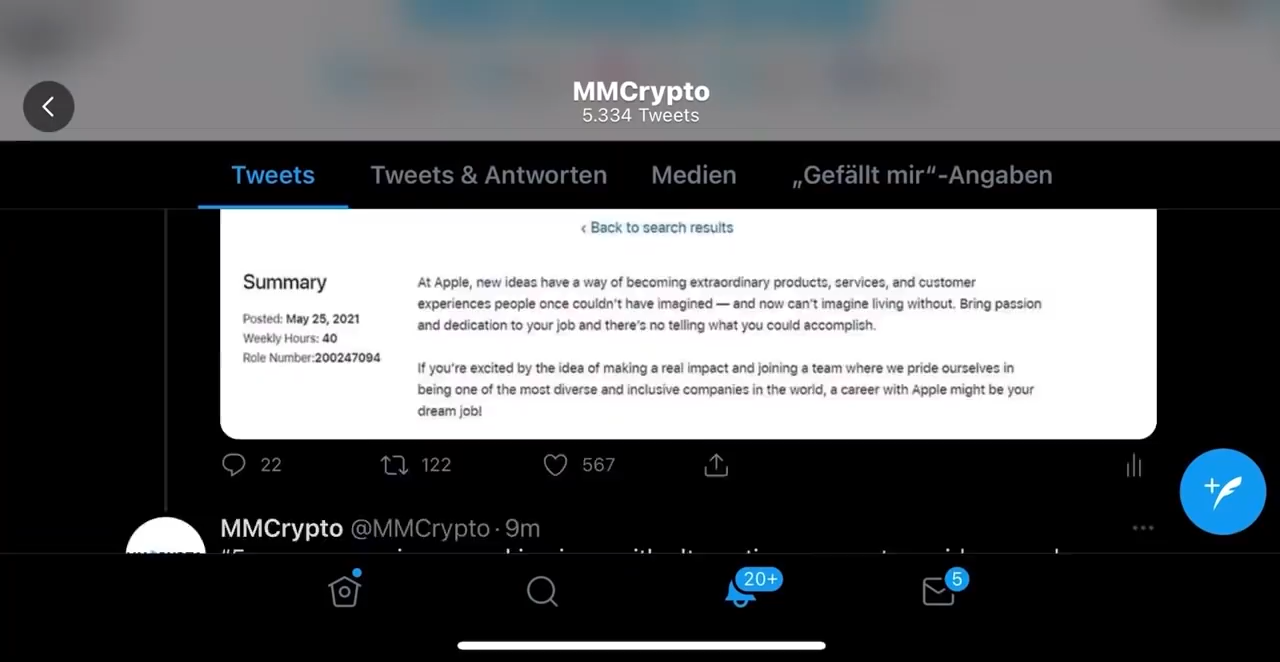 MMCrypto
5.334 Tweets
Tweets
Tweets & Antworten
Medien
„Gefällt mir“-Angaben
‹ Back to search results
Summary
Posted: May 25, 2021
Weekly Hours: 40
Role Number:200247094
At Apple, new ideas have a way of becoming extraordinary products, services, and customer
experiences people once couldn't have imagined — and now can't imagine living without. Bring passion
and dedication to your job and there's no telling what you could accomplish.
If you're excited by the idea of making a real impact and joining a team where we pride ourselves in
being one of the most diverse and inclusive companies in the world, a career with Apple might be your
dream job!
22
122
567
MMCrypto @MMCrypto · 9m
20+
5